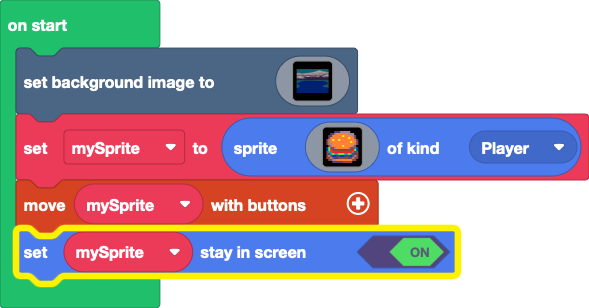 on start
set background image to
set mySprite to sprite of kind Player
move mySprite with buttons
set mySprite stay in screen ON